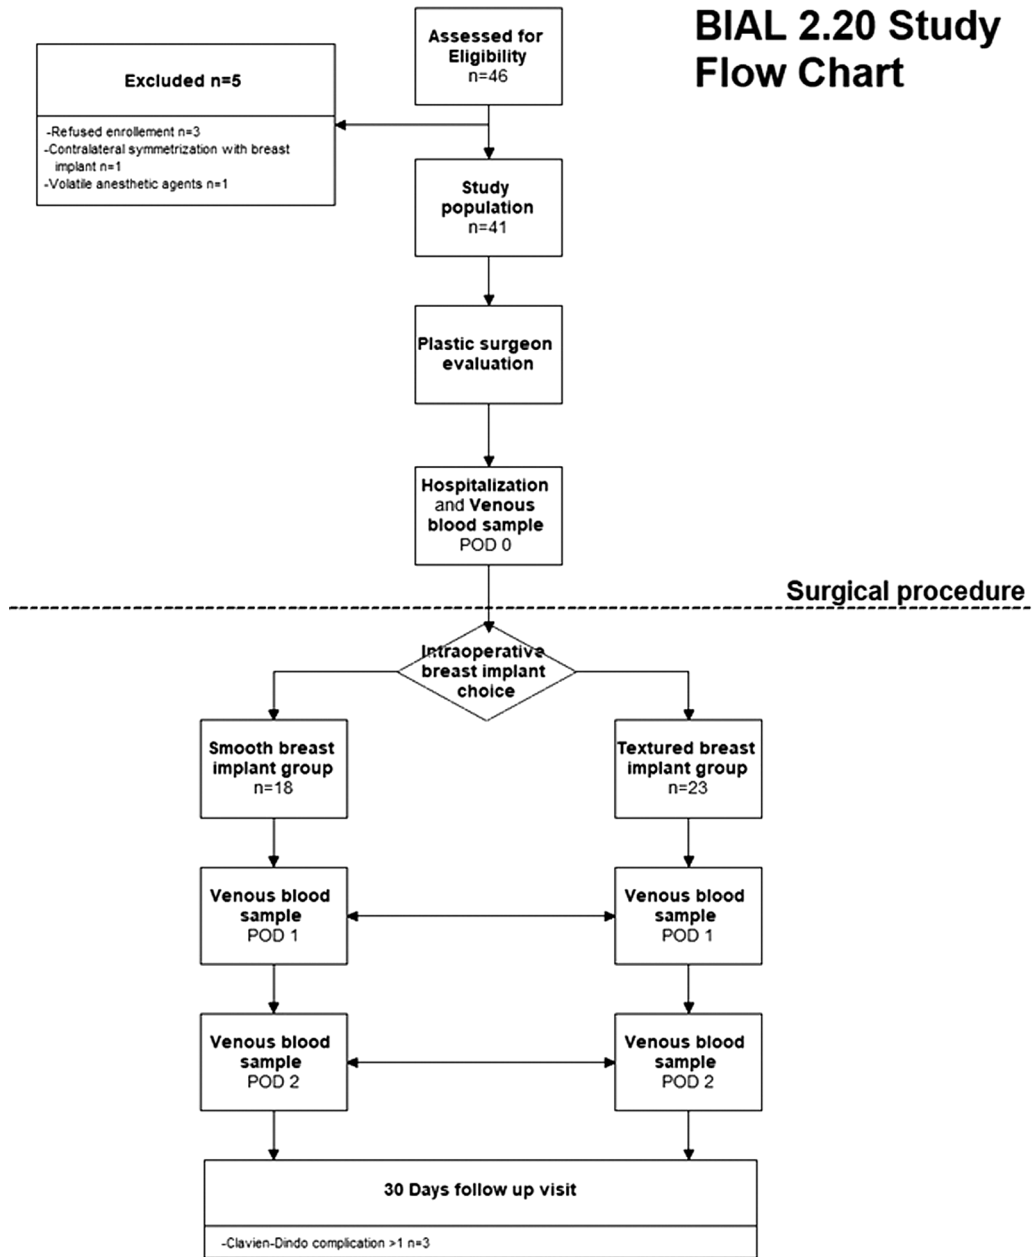 BIAL 2.20 Study
Flow Chart
Assessed for
Eligibility
n=46
Excluded n=5
-Refused enrollement n=3
-Contralateral symmetrization with breast
implant n=1
-Volatile anesthetic agents n=1
Study
population
n=41
Plastic surgeon
evaluation
Hospitalization
and Venous
blood sample
POD 0
Surgical procedure
Intraoperative
breast implant
choice
Smooth breast
implant group
n=18
Textured breast
implant group
n=23
Venous blood
sample
POD 1
Venous blood
sample
POD 1
Venous blood
sample
POD 2
Venous blood
sample
POD 2
30 Days follow up visit
-Clavien-Dindo complication >1 n=3